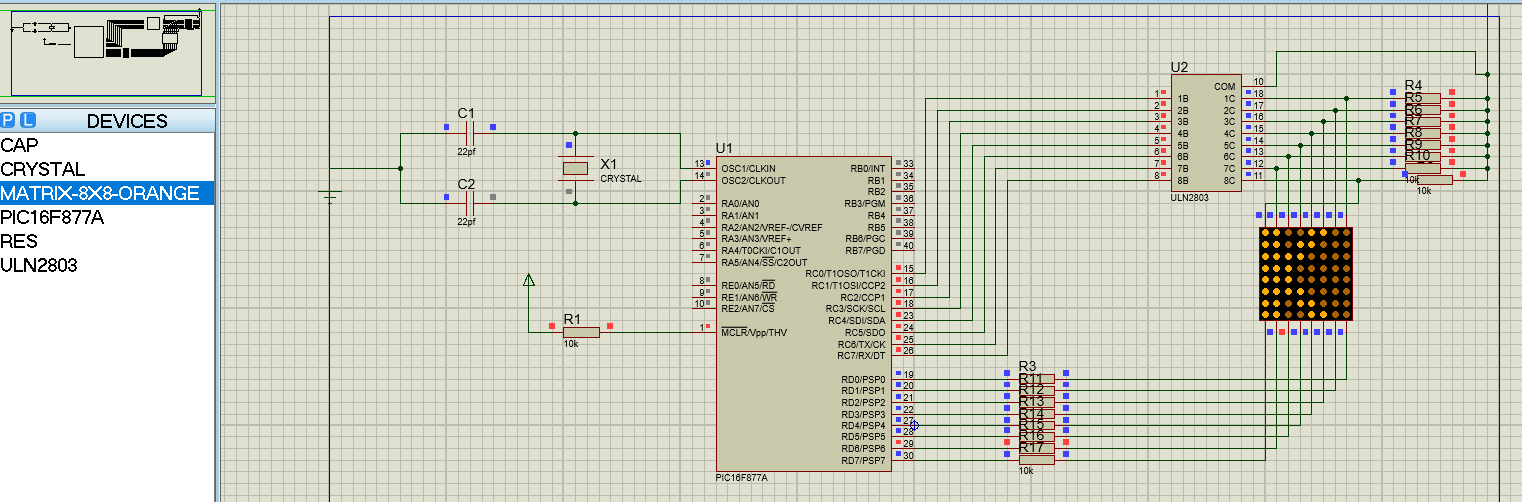 P L DEVICES
CAP
CRYSTAL
MATRIX-8X8-ORANGE
PIC16F877A
RES
ULN2803
C1
22pf
C2
22pf
X1
CRYSTAL
R1
10k
U1
13 OSC1/CLKIN
14 OSC2/CLKOUT
2 RA0/AN0
3 RA1/AN1
4 RA2/AN2/VREF-/CVREF
5 RA3/AN3/VREF+
6 RA4/T0CKI/C1OUT
7 RA5/AN4/SS/C2OUT
8 RE0/AN5/RD
9 RE1/AN6/WR
10 RE2/AN7/CS
1 MCLR/Vpp/THV
RB0/INT 33
RB1 34
RB2 35
RB3/PGM 36
RB4 37
RB5 38
RB6/PGC 39
RB7/PGD 40
RC0/T1OSO/T1CKI 15
RC1/T1OSI/CCP2 16
RC2/CCP1 17
RC3/SCK/SCL 18
RC4/SDI/SDA 23
RC5/SDO 24
RC6/TX/CK 25
RC7/RX/DT 26
RD0/PSP0 19
RD1/PSP1 20
RD2/PSP2 21
RD3/PSP3 22
RD4/PSP4 27
RD5/PSP5 28
RD6/PSP6 29
RD7/PSP7 30
PIC16F877A
R3
R11
R12
R13
R14
R15
R16
R17
10k
U2
COM 10
1 1B 1C 18
2 2B 2C 17
3 3B 3C 16
4 4B 4C 15
5 5B 5C 14
6 6B 6C 13
7 7B 7C 12
8 8B 8C 11
ULN2803
R4
R5
R6
R7
R8
R9
R10
10k
10k